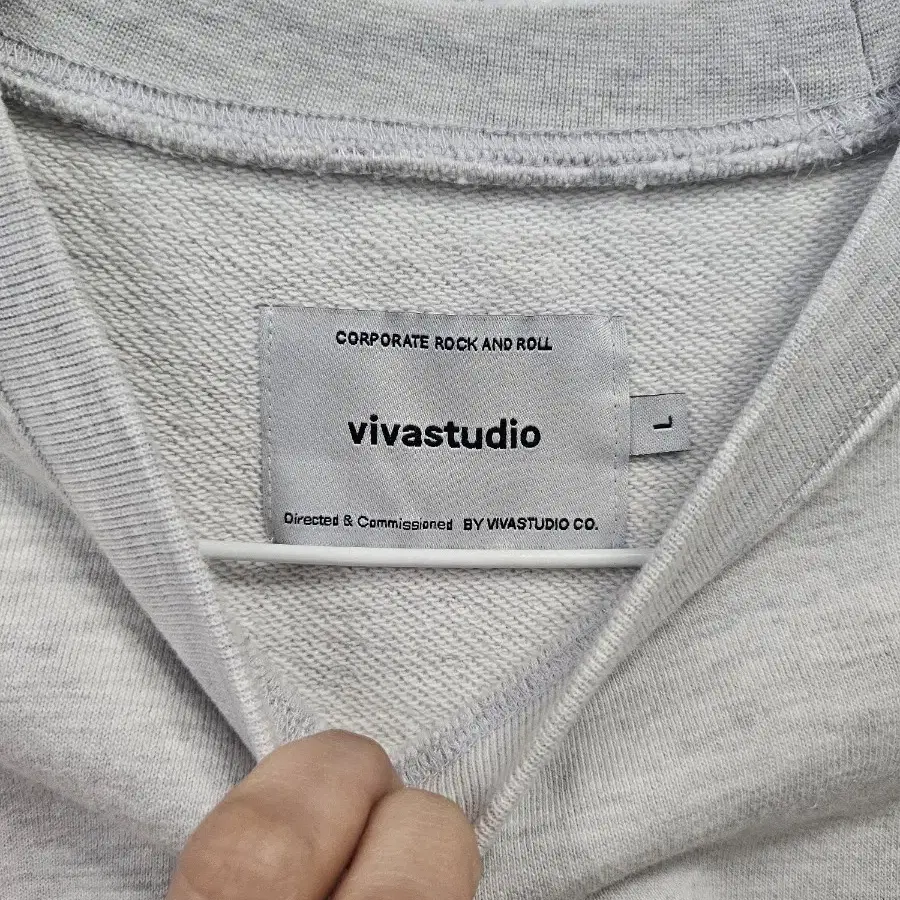 CORPORATE ROCK AND ROLL
vivastudio
L
Directed & Commissioned BY VIVASTUDIO CO.